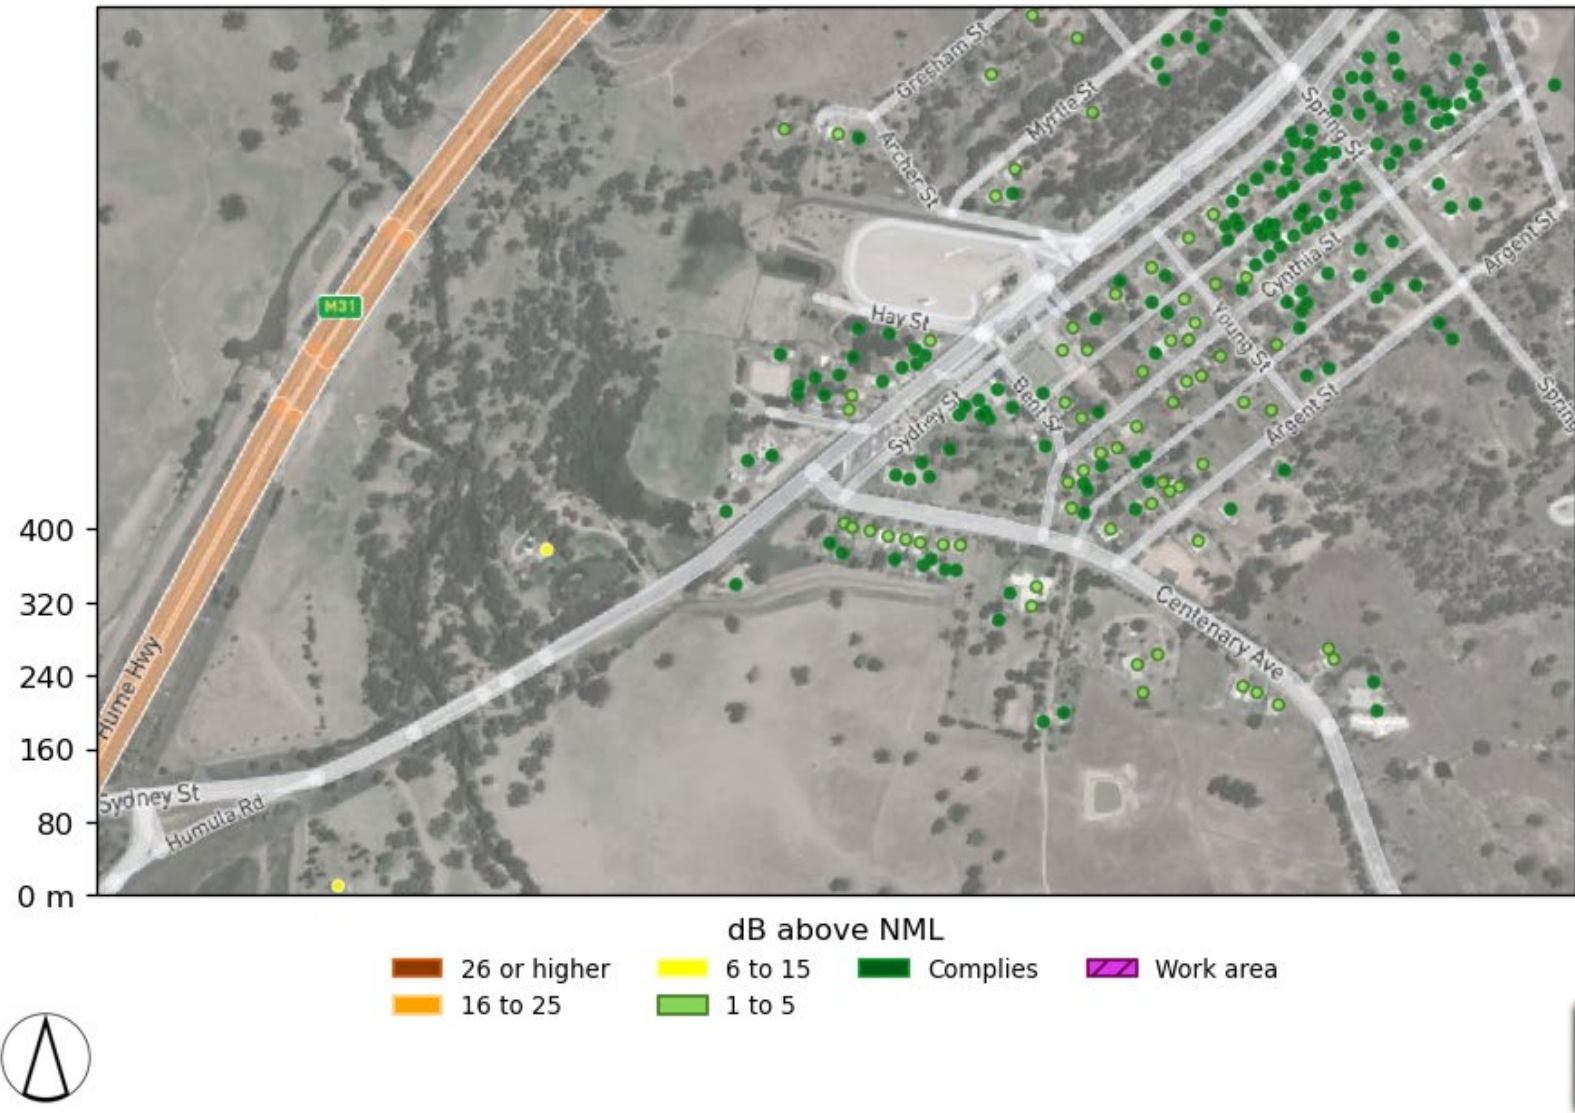 Gresham St
Myrtle St
Spring St
Archer St
Argent St
Cynthia St
M31
Hay St
Young St
Bent St
Sydney St
Argent St
Spring
400
320
240
160
80
0 m
Centenary Ave
Hume Hwy
Sydney St
Humula Rd
dB above NML
26 or higher
6 to 15
Complies
Work area
16 to 25
1 to 5